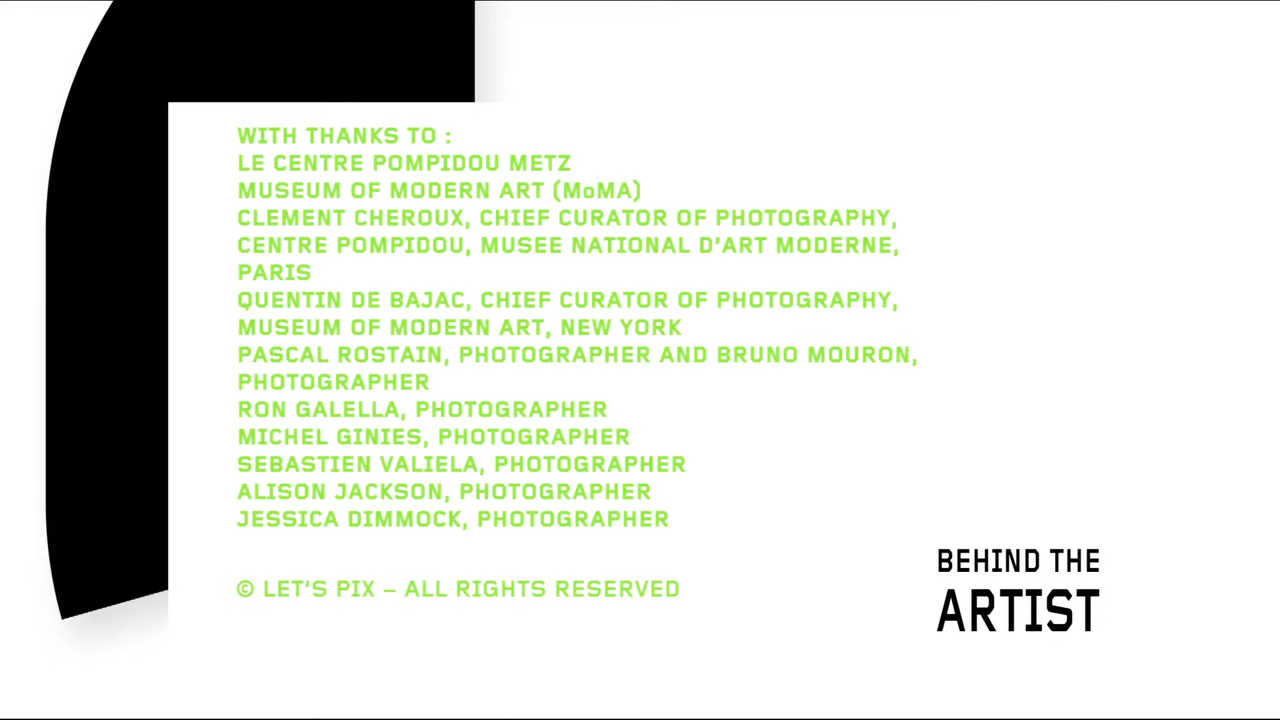 WITH THANKS TO :
LE CENTRE POMPIDOU METZ
MUSEUM OF MODERN ART (MoMA)
CLEMENT CHEROUX, CHIEF CURATOR OF PHOTOGRAPHY,
CENTRE POMPIDOU, MUSEE NATIONAL D'ART MODERNE,
PARIS
QUENTIN DE BAJAC, CHIEF CURATOR OF PHOTOGRAPHY,
MUSEUM OF MODERN ART, NEW YORK
PASCAL ROSTAIN, PHOTOGRAPHER AND BRUNO MOURON,
PHOTOGRAPHER
RON GALELLA, PHOTOGRAPHER
MICHEL GINIES, PHOTOGRAPHER
SEBASTIEN VALIELA, PHOTOGRAPHER
ALISON JACKSON, PHOTOGRAPHER
JESSICA DIMMOCK, PHOTOGRAPHER
© LET'S PIX – ALL RIGHTS RESERVED
BEHIND THE
ARTIST